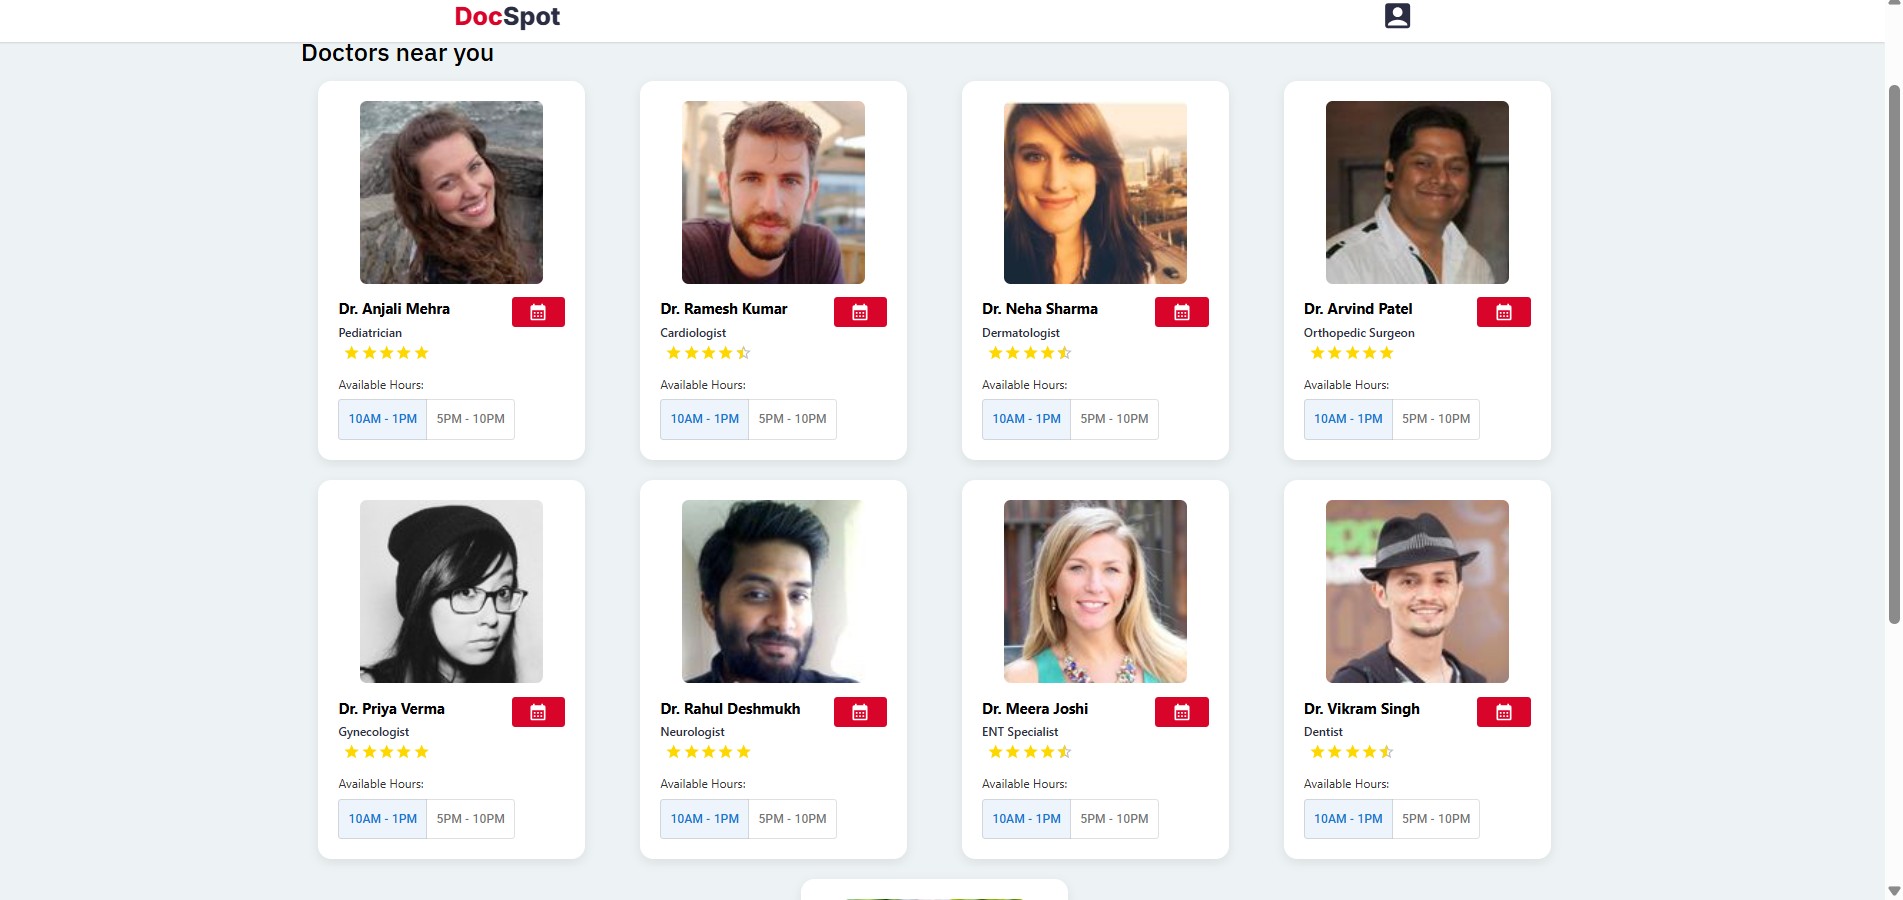 DocSpot
Doctors near you
Dr. Anjali Mehra
Pediatrician
Available Hours:
10AM - 1PM 5PM - 10PM
Dr. Ramesh Kumar
Cardiologist
Available Hours:
10AM - 1PM 5PM - 10PM
Dr. Neha Sharma
Dermatologist
Available Hours:
10AM - 1PM 5PM - 10PM
Dr. Arvind Patel
Orthopedic Surgeon
Available Hours:
10AM - 1PM 5PM - 10PM
Dr. Priya Verma
Gynecologist
Available Hours:
10AM - 1PM 5PM - 10PM
Dr. Rahul Deshmukh
Neurologist
Available Hours:
10AM - 1PM 5PM - 10PM
Dr. Meera Joshi
ENT Specialist
Available Hours:
10AM - 1PM 5PM - 10PM
Dr. Vikram Singh
Dentist
Available Hours:
10AM - 1PM 5PM - 10PM